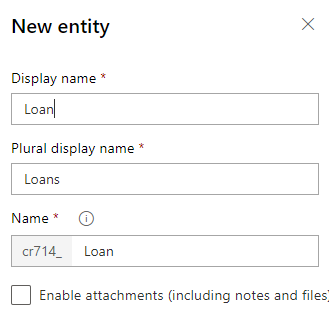 New entity
Display name *
Loan
Plural display name *
Loans
Name *
cr714_ Loan
Enable attachments (including notes and files)